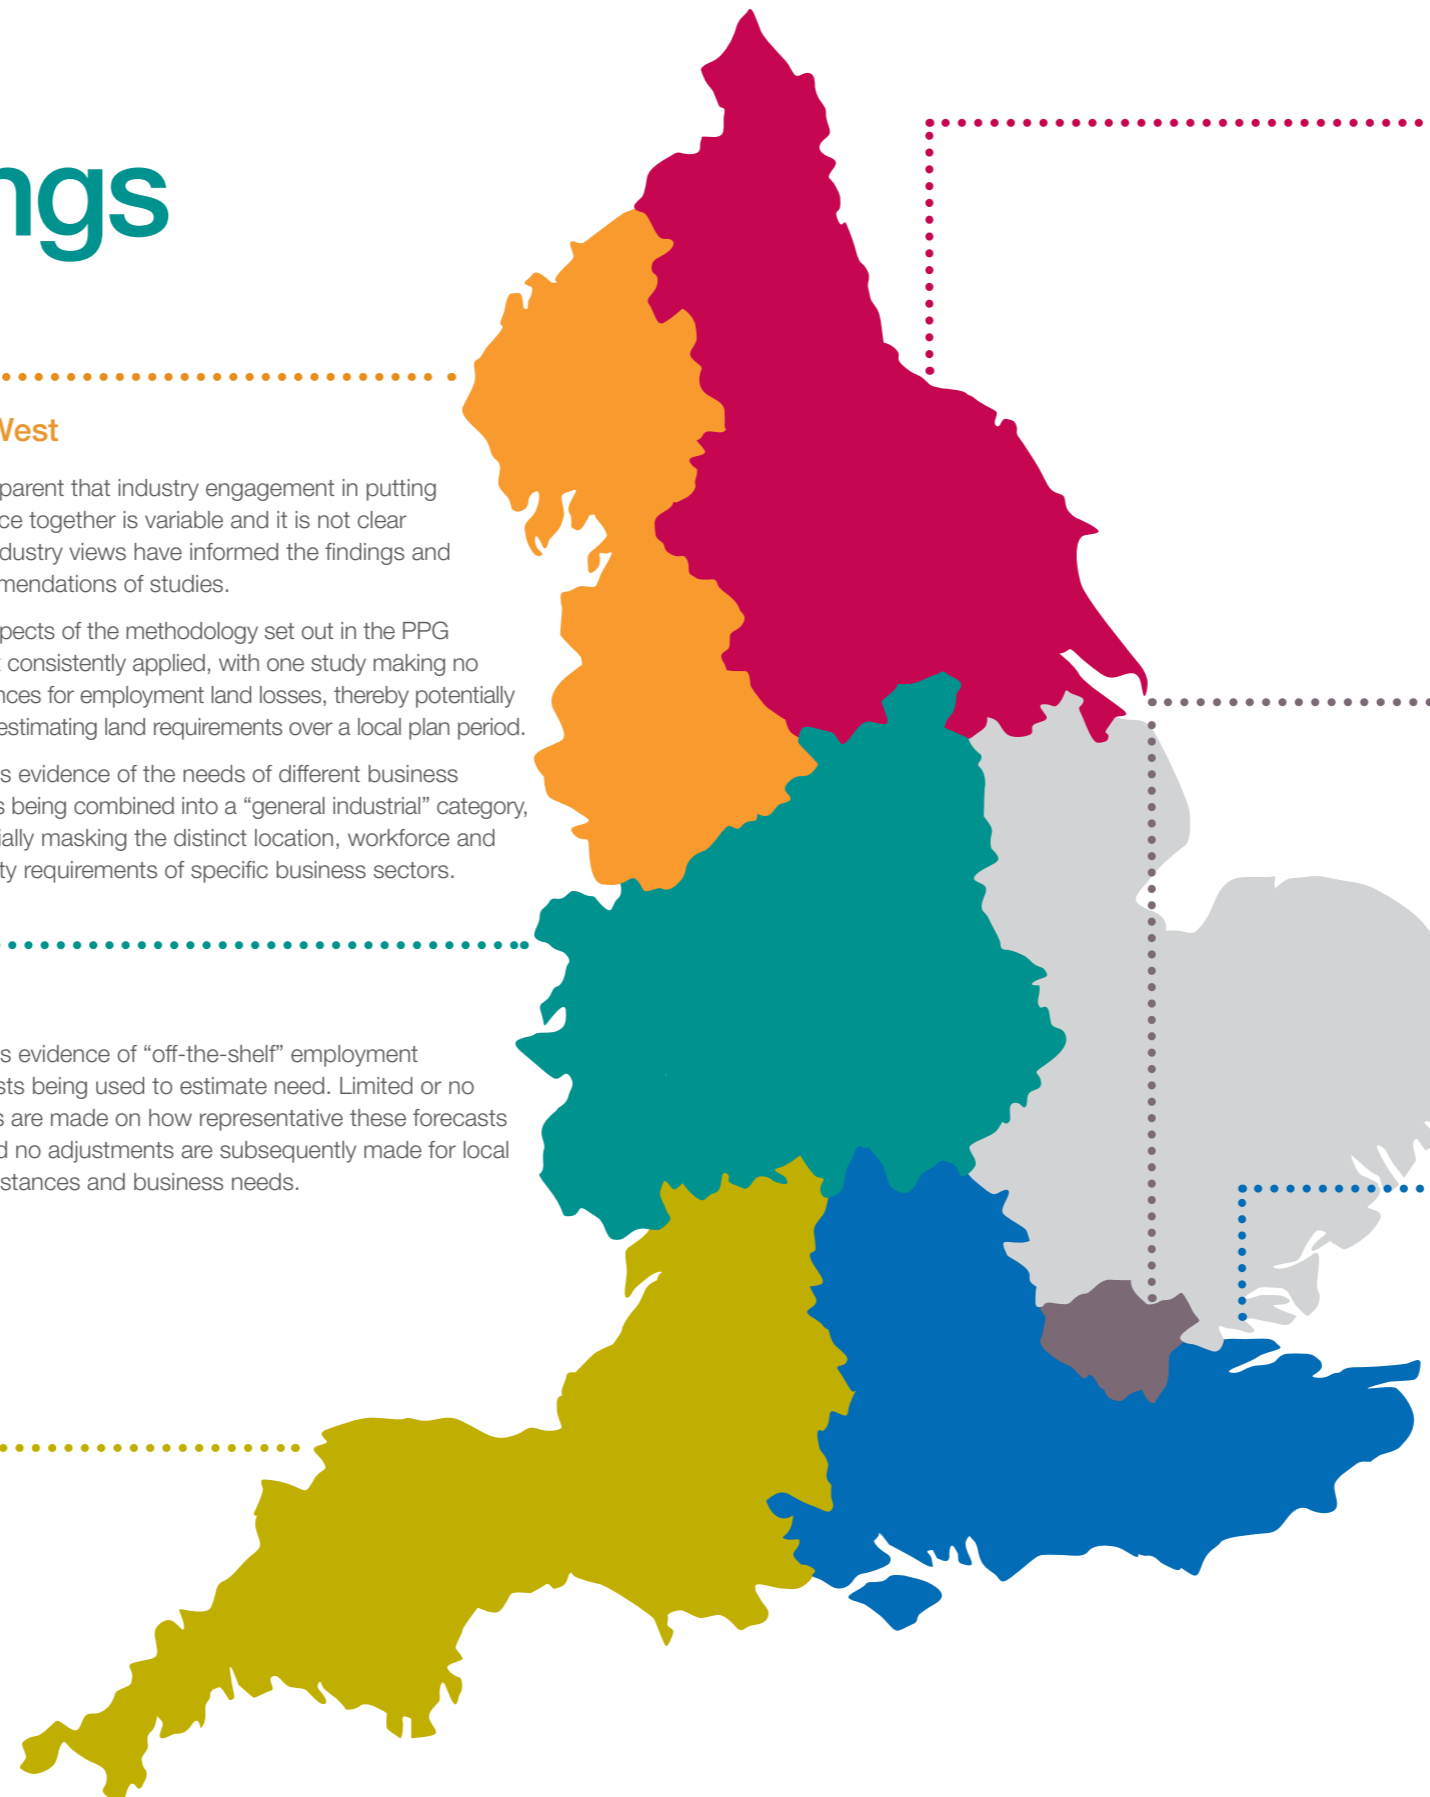 ngs
West
parent that industry engagement in putting
ce together is variable and it is not clear
dustry views have informed the findings and
mendations of studies.
pects of the methodology set out in the PPG
t consistently applied, with one study making no
nces for employment land losses, thereby potentially
estimating land requirements over a local plan period.
s evidence of the needs of different business
s being combined into a “general industrial” category,
ially masking the distinct location, workforce and
ty requirements of specific business sectors.
s evidence of “off-the-shelf” employment
sts being used to estimate need. Limited or no
s are made on how representative these forecasts
d no adjustments are subsequently made for local
stances and business needs.